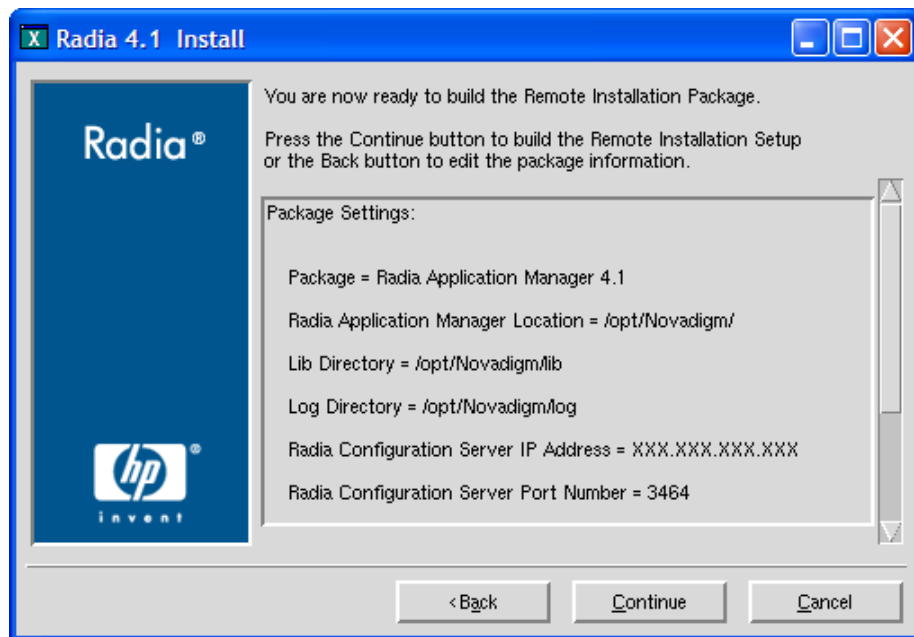 X Radia 4.1 Install
Radia®
You are now ready to build the Remote Installation Package.
Press the Continue button to build the Remote Installation Setup
or the Back button to edit the package information.
Package Settings:
Package = Radia Application Manager 4.1
Radia Application Manager Location = /opt/Novadigm/
Lib Directory = /opt/Novadigm/lib
Log Directory = /opt/Novadigm/log
Radia Configuration Server IP Address = XXX.XXX.XXX.XXX
Radia Configuration Server Port Number = 3464
hp®
invent
< Back
Continue
Cancel